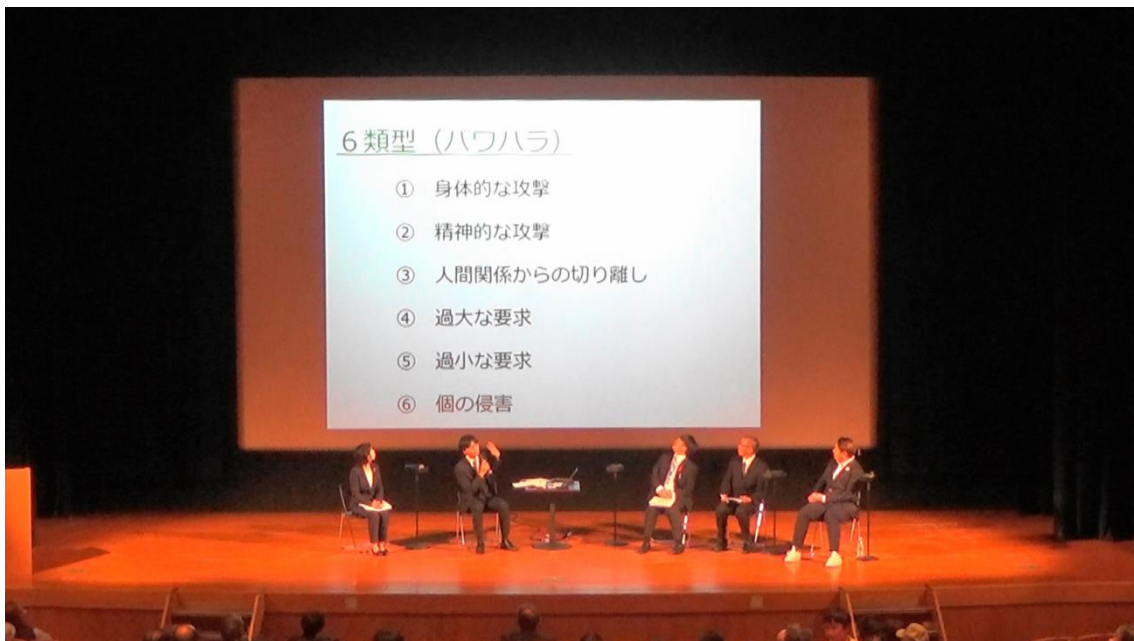 6類型（パワハラ）
① 身体的な攻撃
② 精神的な攻撃
③ 人間関係からの切り離し
④ 過大な要求
⑤ 過小な要求
⑥ 個の侵害